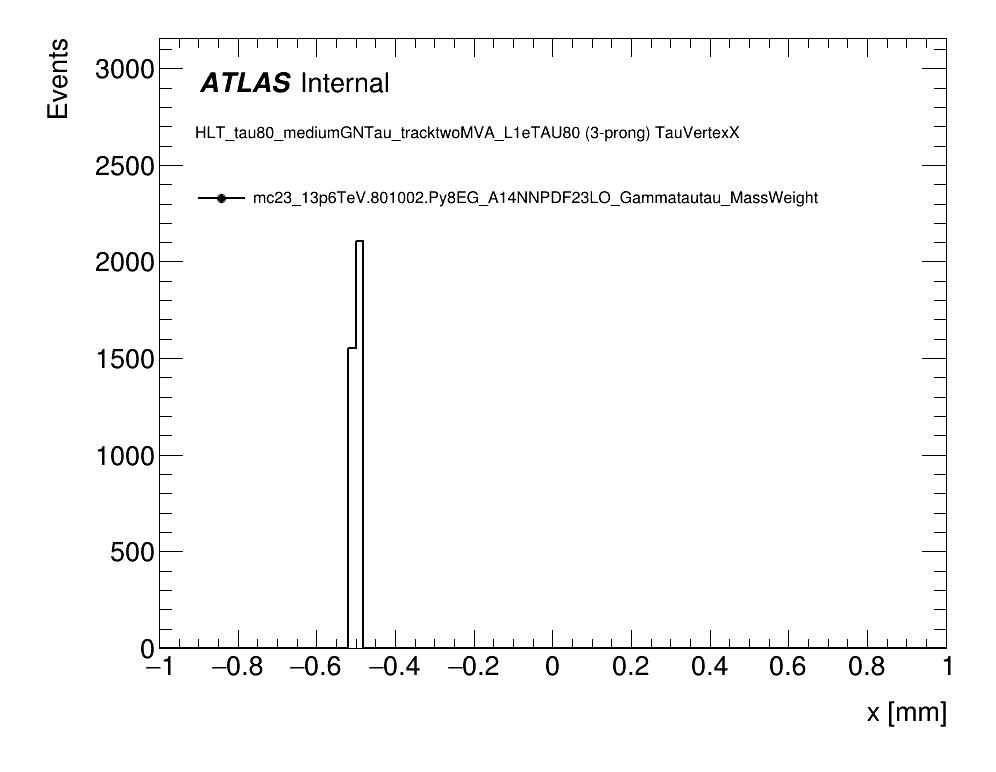 Events
3000
ATLAS Internal
HLT_tau80_mediumGNTau_tracktwoMVA_L1eTAU80 (3-prong) TauVertexX
2500
mc23_13p6TeV.801002.Py8EG_A14NNPDF23LO_Gammatautau_MassWeight
2000
1500
1000
500
0
−1 −0.8 −0.6 −0.4 −0.2 0 0.2 0.4 0.6 0.8 1
x [mm]